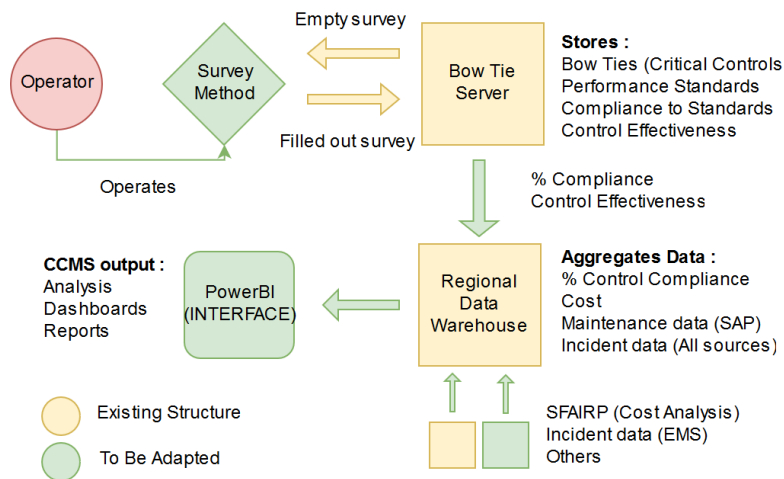 Empty survey
Operator
Survey
Method
Bow Tie
Server
Filled out survey
Operates
Stores :
Bow Ties (Critical Controls
Performance Standards
Compliance to Standards
Control Effectiveness
% Compliance
Control Effectiveness
CCMS output :
Analysis
Dashboards
Reports
PowerBI
(INTERFACE)
Regional
Data
Warehouse
Aggregates Data :
% Control Compliance
Cost
Maintenance data (SAP)
Incident data (All sources)
Existing Structure
To Be Adapted
SFAIRP (Cost Analysis)
Incident data (EMS)
Others